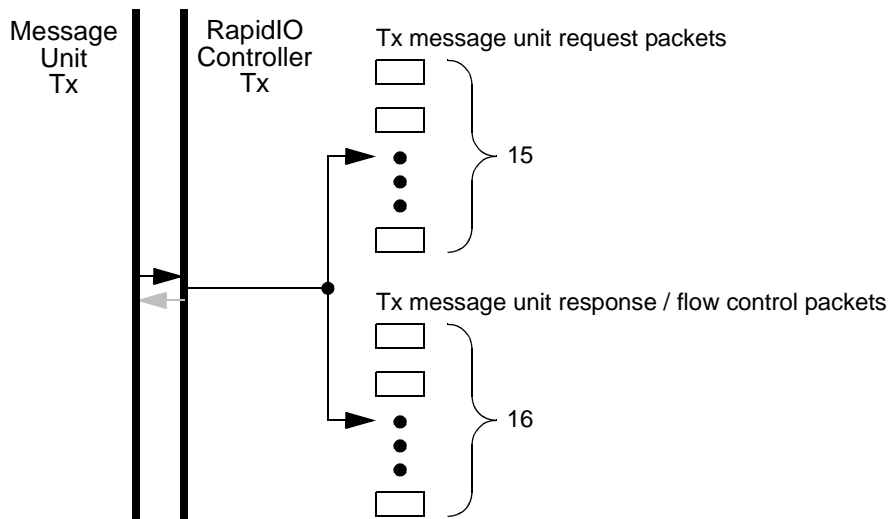 Message
Unit
Tx
RapidIO
Controller
Tx
Tx message unit request packets
15
Tx message unit response / flow control packets
16